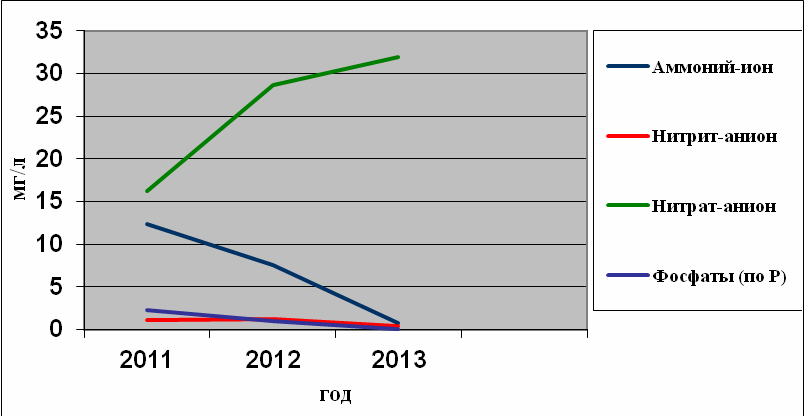 35
30
25
20
15
10
5
0
мг/л
2011 2012 2013
год
Аммоний-ион
Нитрит-анион
Нитрат-анион
Фосфаты (по Р)